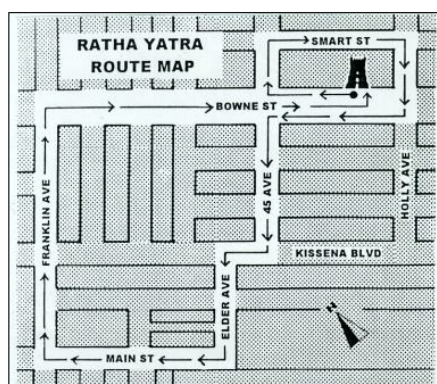 RATHA YATRA
ROUTE MAP
SMART ST
BOWNE ST
FRANKLIN AVE
45 AVE
HOLLY AVE
KISSENA BLVD
ELDER AVE
N
MAIN ST